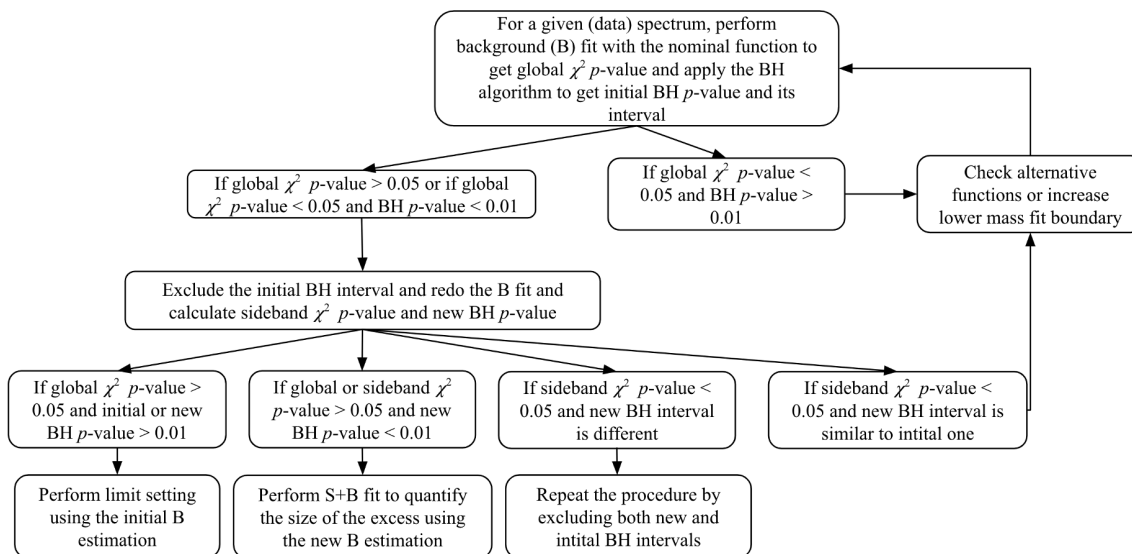 For a given (data) spectrum, perform
background (B) fit with the nominal function to
get global χ² p-value and apply the BH
algorithm to get initial BH p-value and its
interval
If global χ² p-value > 0.05 or if global
χ² p-value < 0.05 and BH p-value < 0.01
If global χ² p-value <
0.05 and BH p-value >
0.01
Check alternative
functions or increase
lower mass fit boundary
Exclude the initial BH interval and redo the B fit and
calculate sideband χ² p-value and new BH p-value
If global χ² p-value >
0.05 and initial or new
BH p-value > 0.01
If global or sideband χ²
p-value > 0.05 and new
BH p-value < 0.01
If sideband χ² p-value <
0.05 and new BH interval
is different
If sideband χ² p-value <
0.05 and new BH interval is
similar to intital one
Perform limit setting
using the initial B
estimation
Perform S+B fit to quantify
the size of the excess using
the new B estimation
Repeat the procedure by
excluding both new and
intital BH intervals